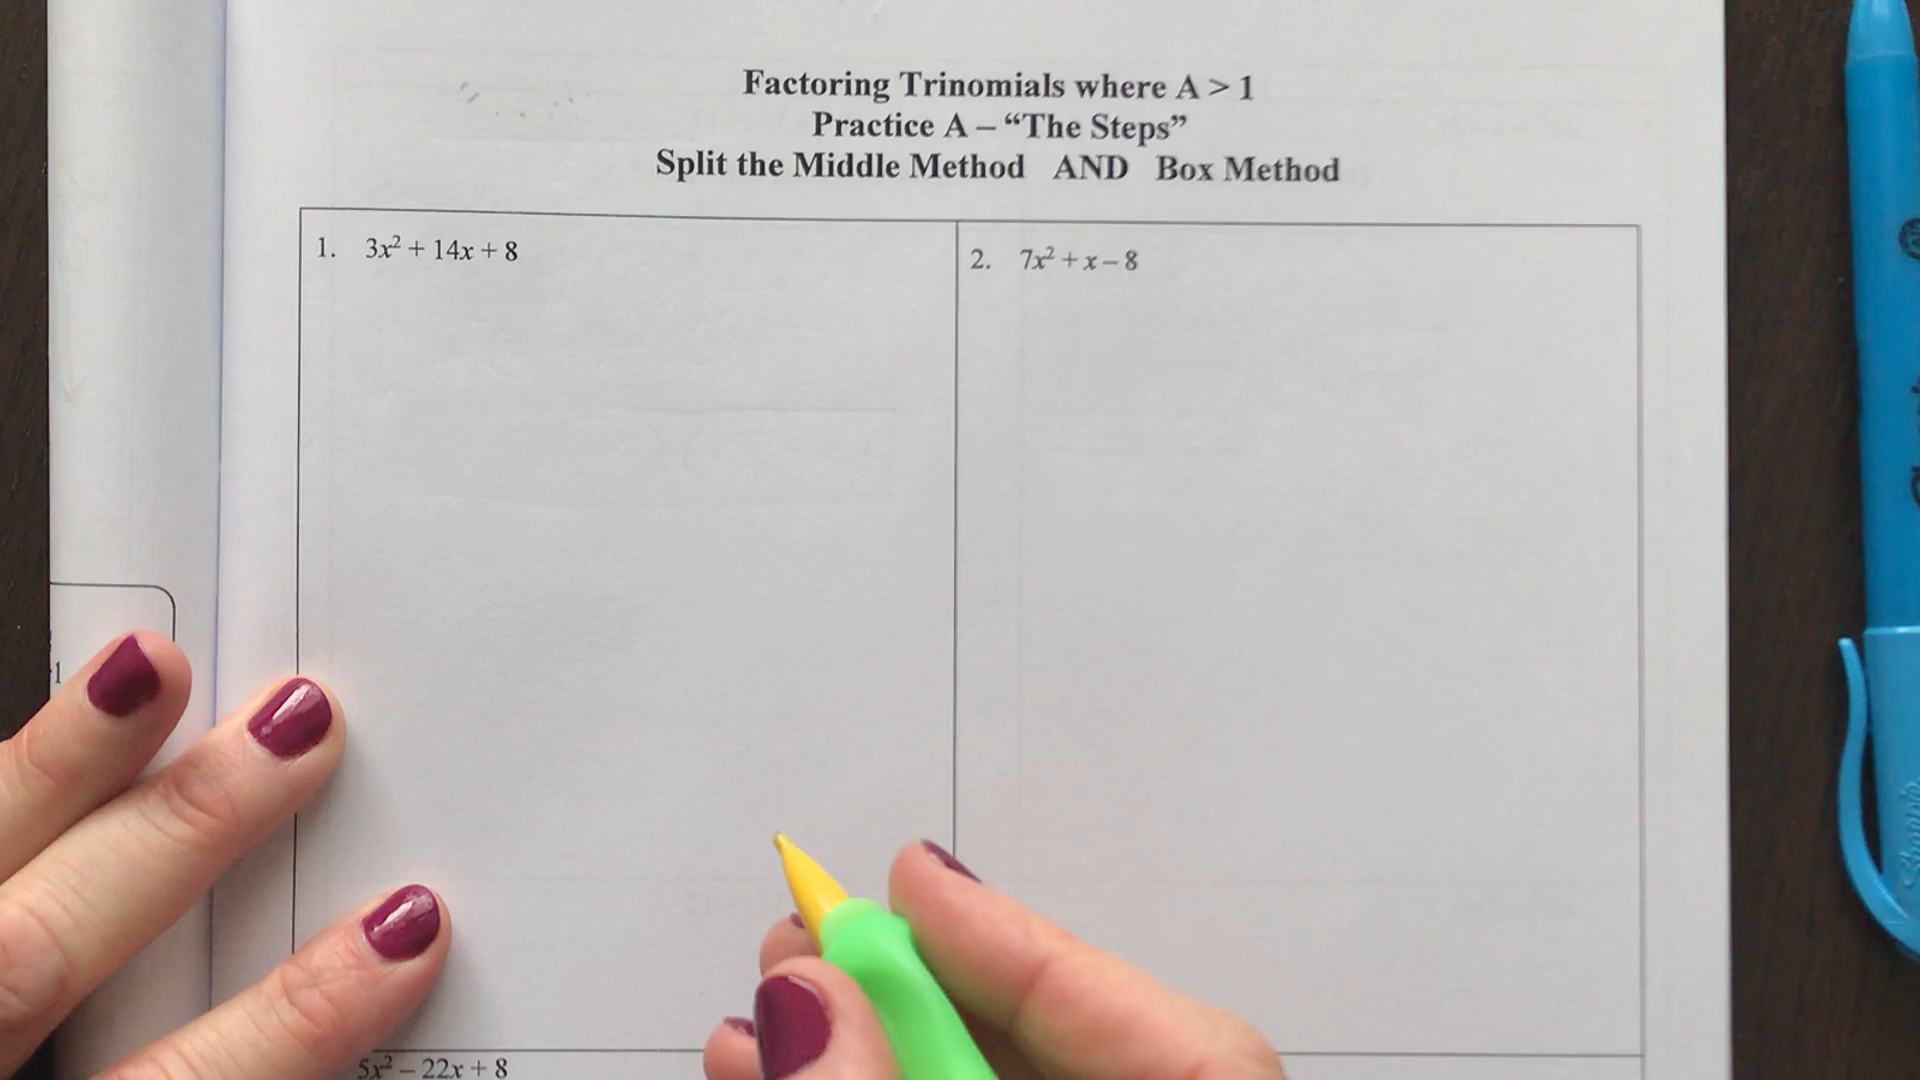 Factoring Trinomials where A > 1
Practice A – “The Steps”
Split the Middle Method AND Box Method
1. 3x² + 14x + 8
2. 7x² + x – 8
1
5x² – 22x + 8